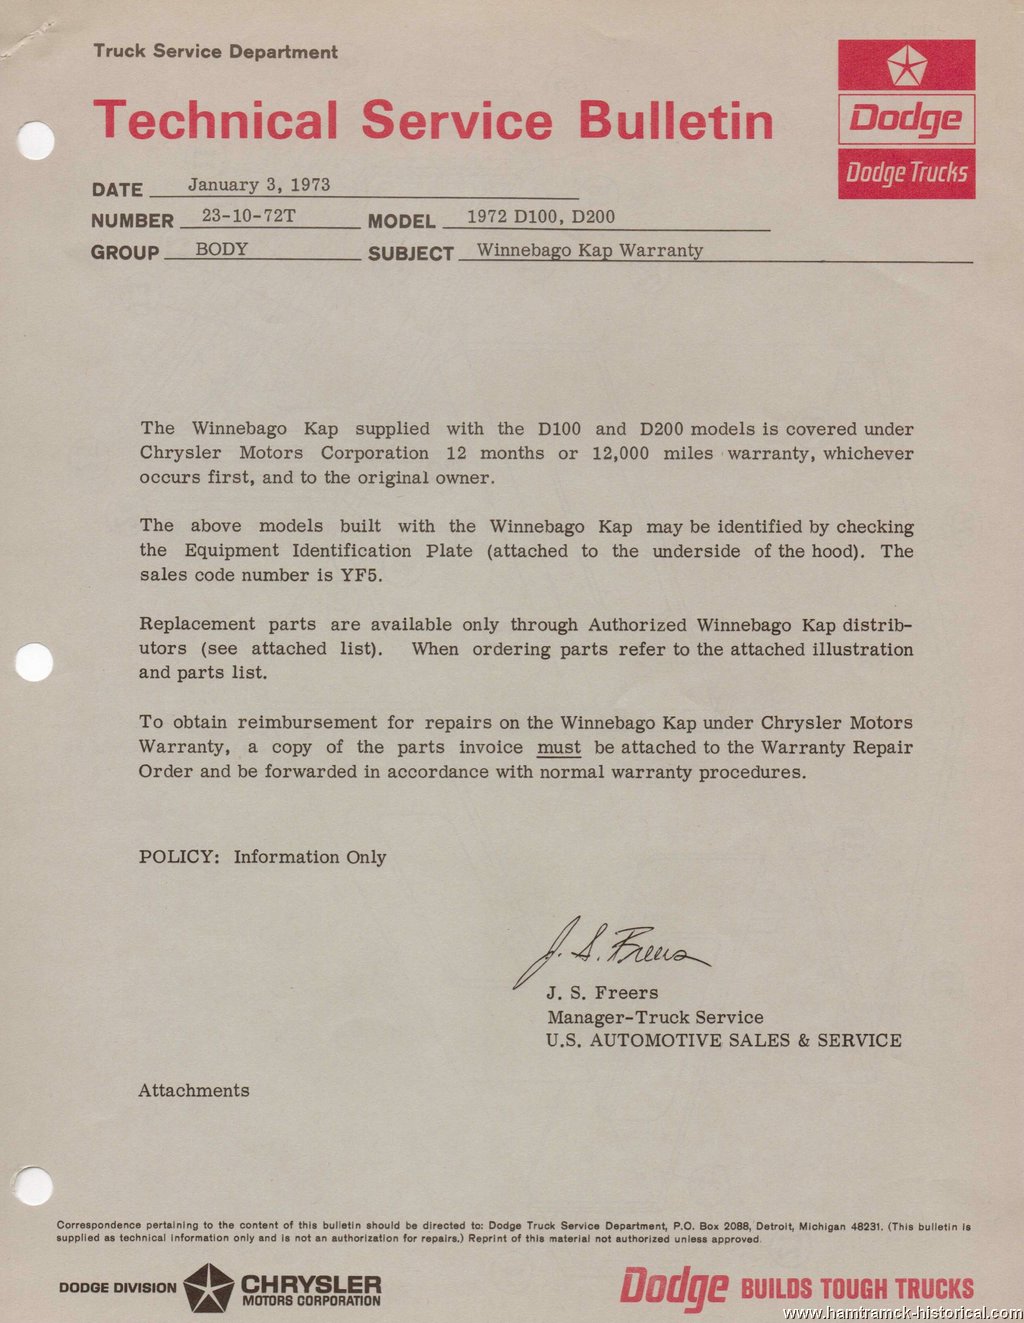 Truck Service Department
Technical Service Bulletin
Dodge
Dodge Trucks
DATE January 3, 1973
NUMBER 23-10-72T MODEL 1972 D100, D200
GROUP BODY SUBJECT Winnebago Kap Warranty
The Winnebago Kap supplied with the D100 and D200 models is covered under
Chrysler Motors Corporation 12 months or 12,000 miles warranty, whichever
occurs first, and to the original owner.
The above models built with the Winnebago Kap may be identified by checking
the Equipment Identification Plate (attached to the underside of the hood). The
sales code number is YF5.
Replacement parts are available only through Authorized Winnebago Kap distrib-
utors (see attached list). When ordering parts refer to the attached illustration
and parts list.
To obtain reimbursement for repairs on the Winnebago Kap under Chrysler Motors
Warranty, a copy of the parts invoice must be attached to the Warranty Repair
Order and be forwarded in accordance with normal warranty procedures.
POLICY: Information Only
J. S. Freers
J. S. Freers
Manager-Truck Service
U.S. AUTOMOTIVE SALES & SERVICE
Attachments
Correspondence pertaining to the content of this bulletin should be directed to: Dodge Truck Service Department, P.O. Box 2088, Detroit, Michigan 48231. (This bulletin is
supplied as technical information only and is not an authorization for repairs.) Reprint of this material not authorized unless approved.
DODGE DIVISION CHRYSLER
MOTORS CORPORATION
Dodge BUILDS TOUGH TRUCKS
www.hamtramck-historical.com